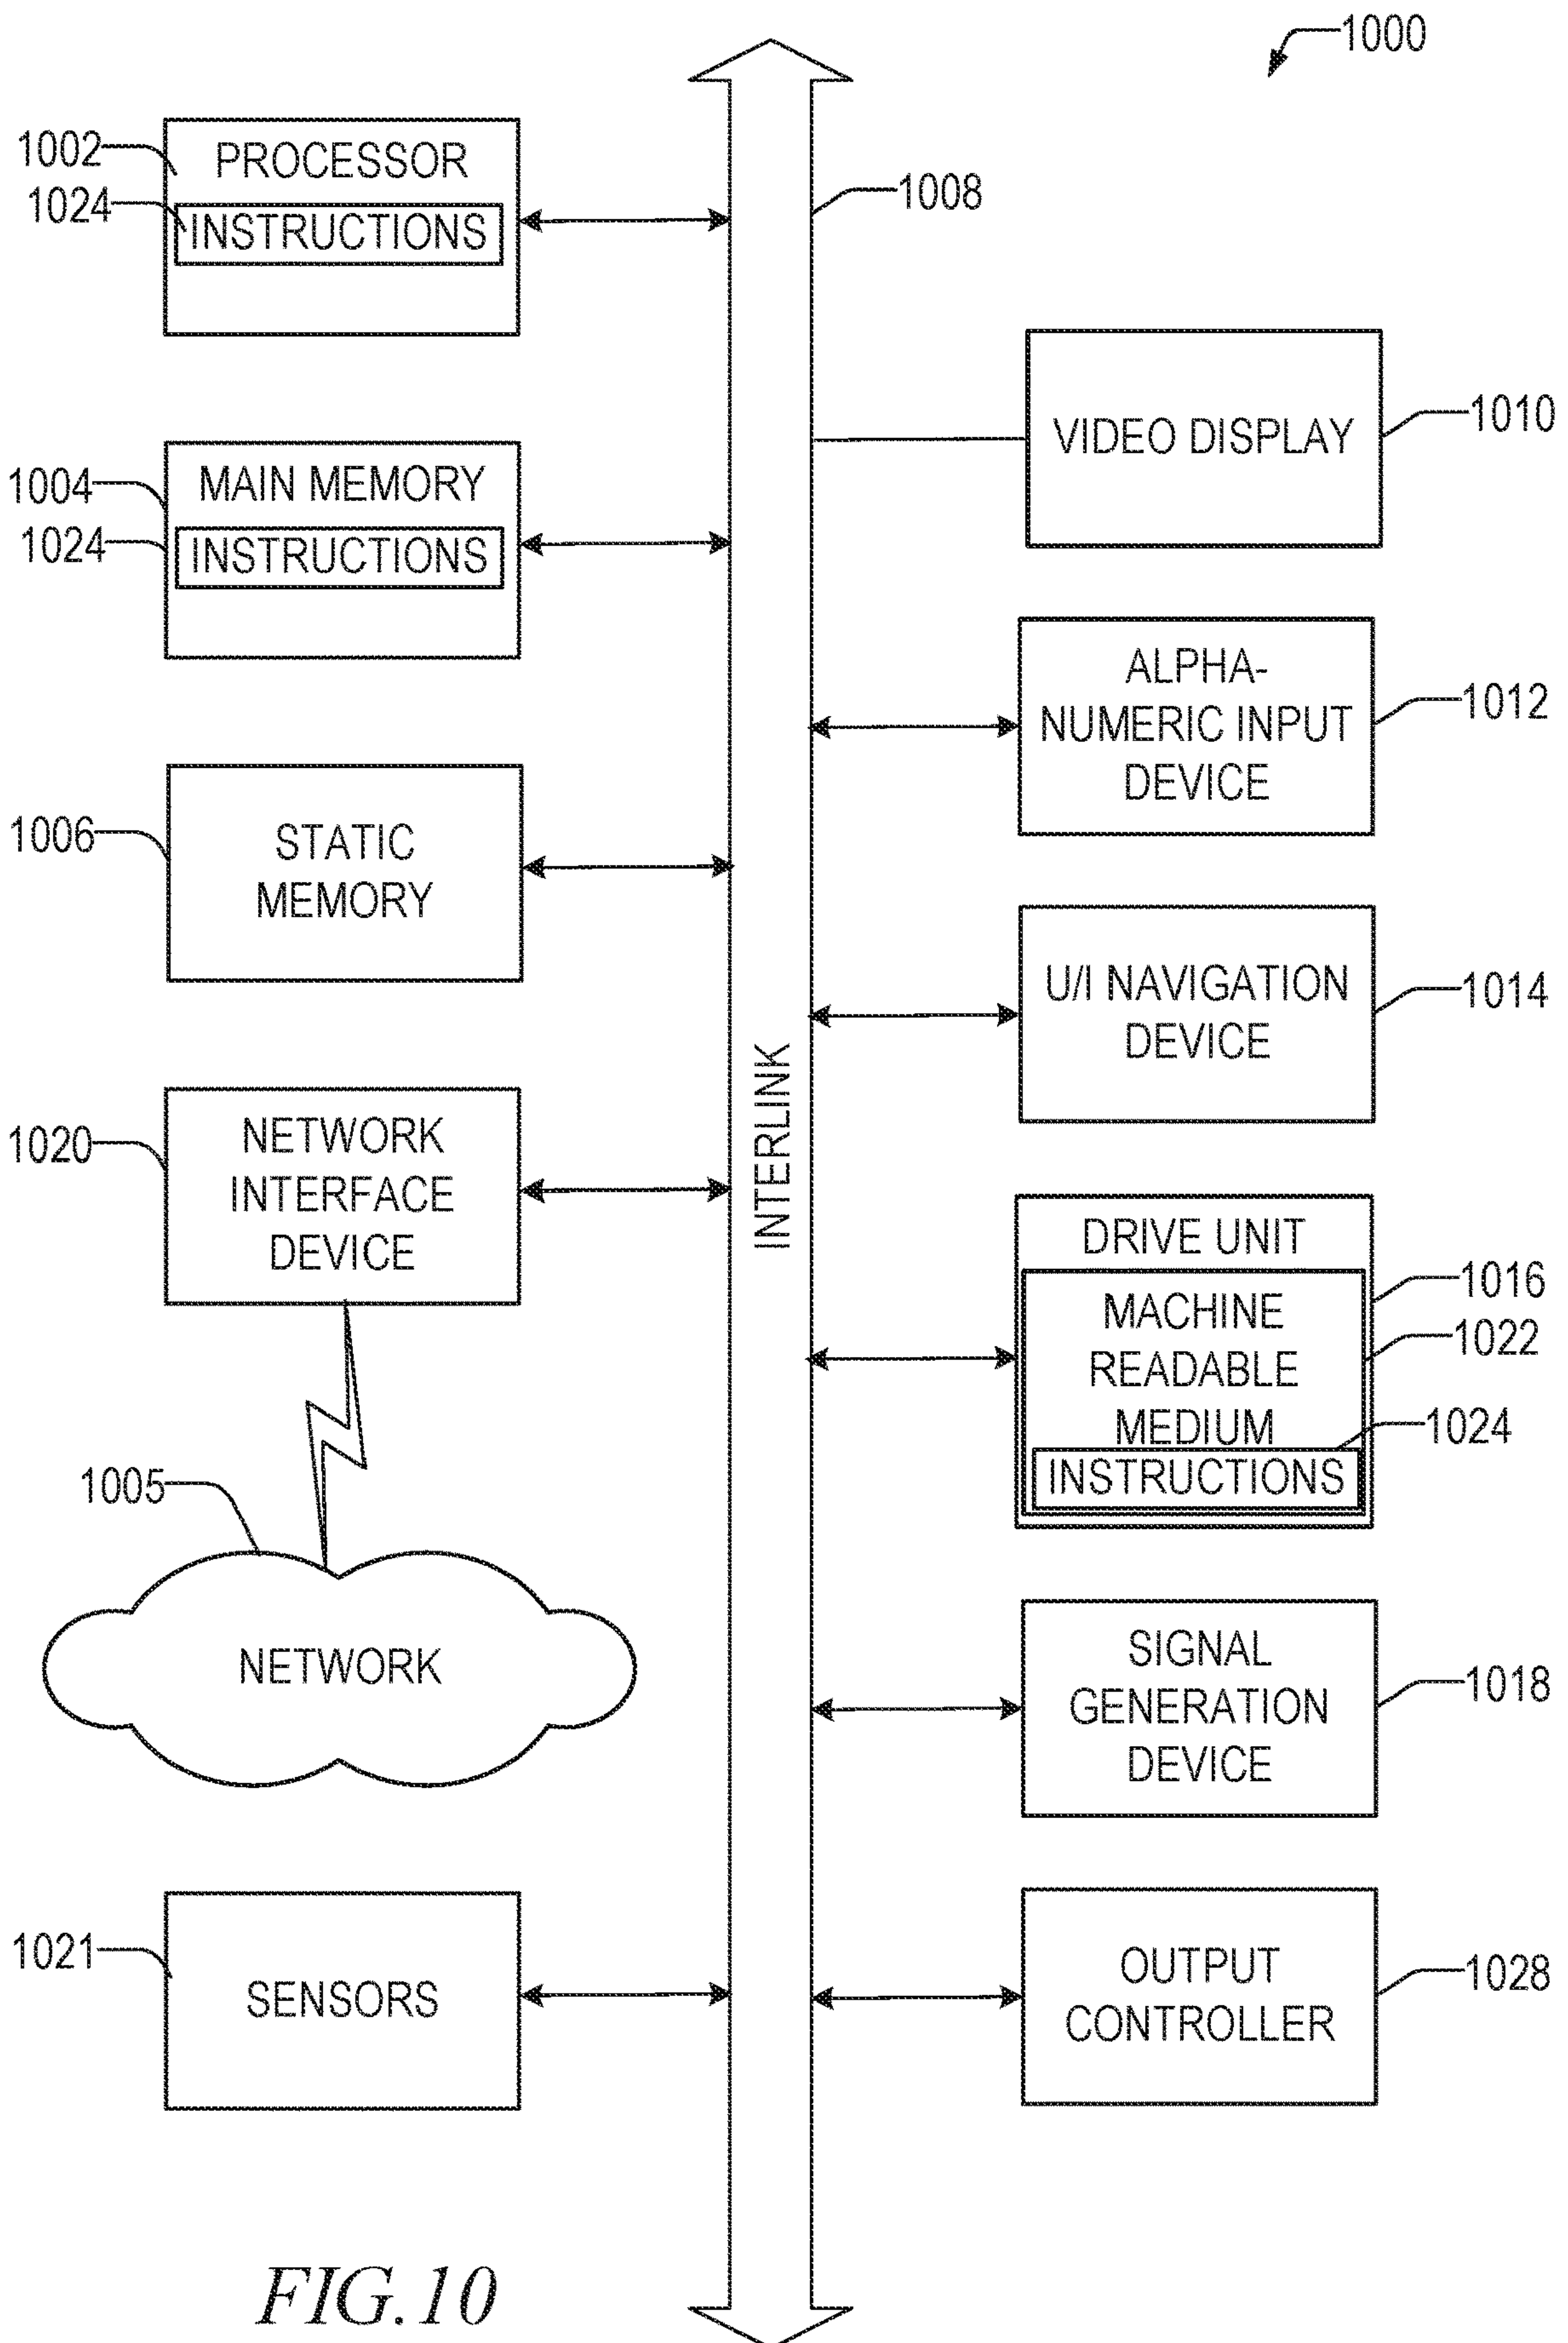 1000
1002
PROCESSOR
1024
INSTRUCTIONS
1008
VIDEO DISPLAY
1010
1004
MAIN MEMORY
1024
INSTRUCTIONS
ALPHA-
NUMERIC INPUT
DEVICE
1012
1006
STATIC
MEMORY
U/I NAVIGATION
DEVICE
1014
INTERLINK
1020
NETWORK
INTERFACE
DEVICE
DRIVE UNIT
1016
MACHINE
READABLE
MEDIUM
1022
1024
INSTRUCTIONS
1005
NETWORK
SIGNAL
GENERATION
DEVICE
1018
1021
SENSORS
OUTPUT
CONTROLLER
1028
FIG. 10